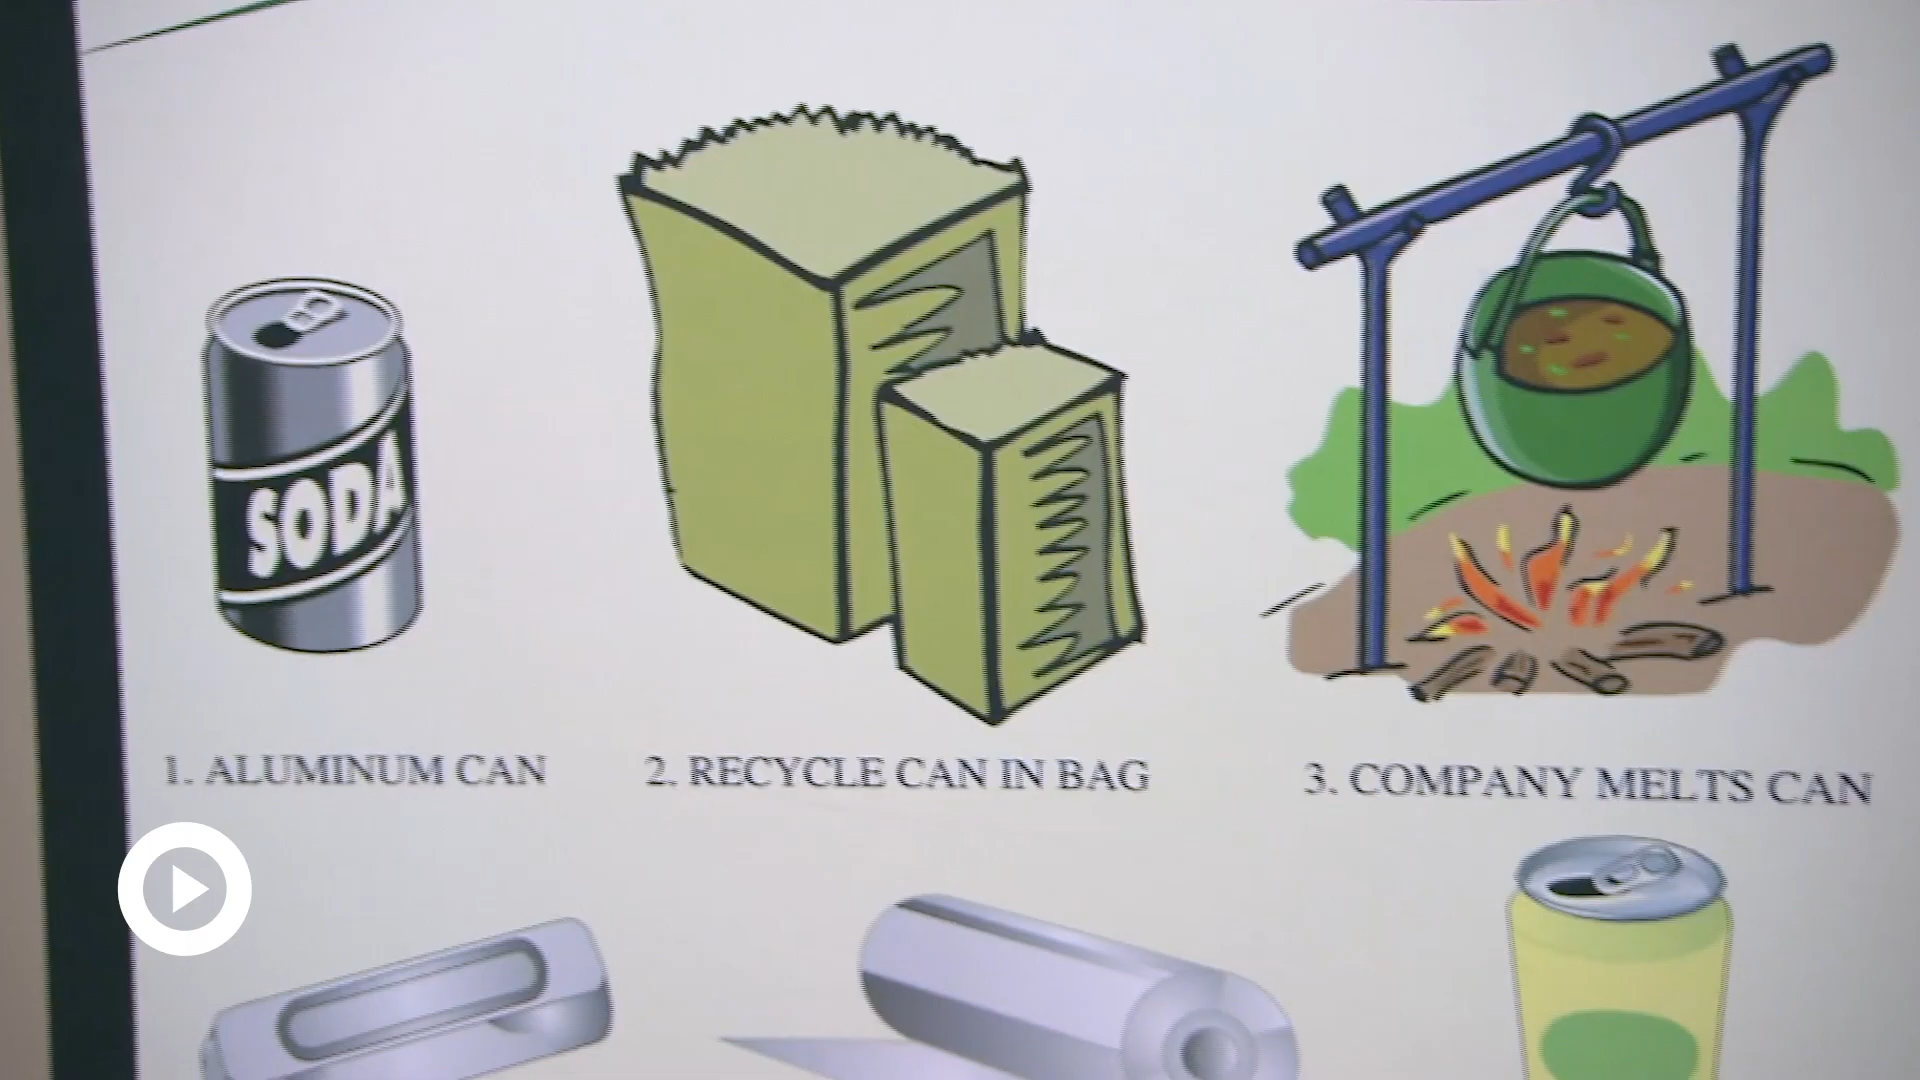 SODA
1. ALUMINUM CAN
2. RECYCLE CAN IN BAG
3. COMPANY MELTS CAN